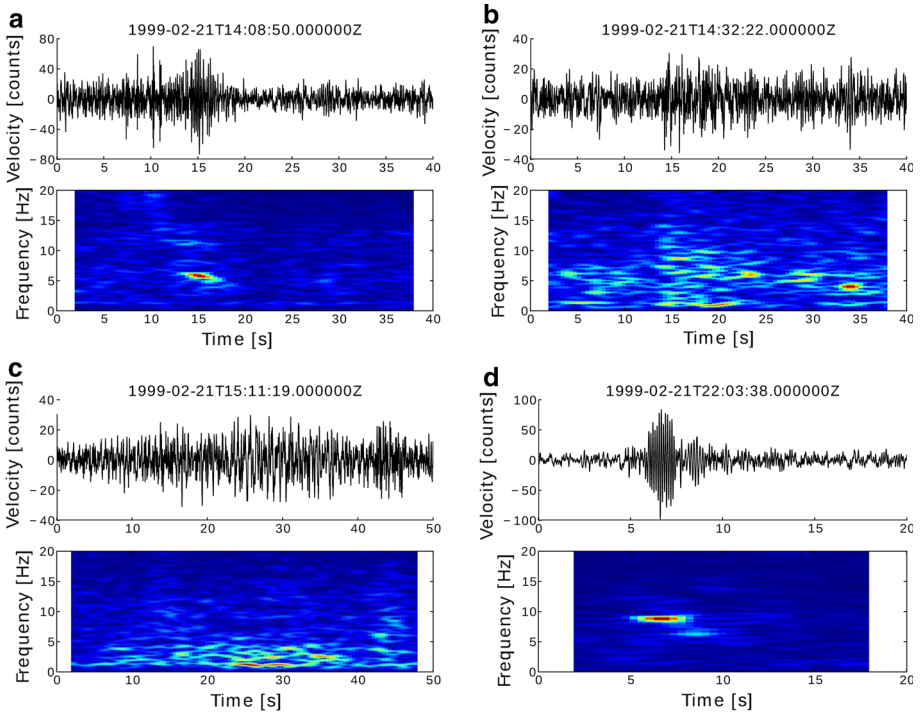 a
1999-02-21T14:08:50.000000Z
Velocity [counts]
80
40
0
−40
−80
0 5 10 15 20 25 30 35 40
Frequency [Hz]
20
15
10
5
0
0 5 10 15 20 25 30 35 40
Time [s]
b
1999-02-21T14:32:22.000000Z
Velocity [counts]
40
20
0
−20
−40
0 5 10 15 20 25 30 35 40
Frequency [Hz]
20
15
10
5
0
0 5 10 15 20 25 30 35 40
Time [s]
c
1999-02-21T15:11:19.000000Z
Velocity [counts]
40
20
0
−20
−40
0 10 20 30 40 50
Frequency [Hz]
20
15
10
5
0
0 10 20 30 40 50
Time [s]
d
1999-02-21T22:03:38.000000Z
Velocity [counts]
100
50
0
−50
−100
0 5 10 15 20
Frequency [Hz]
20
15
10
5
0
0 5 10 15 20
Time [s]